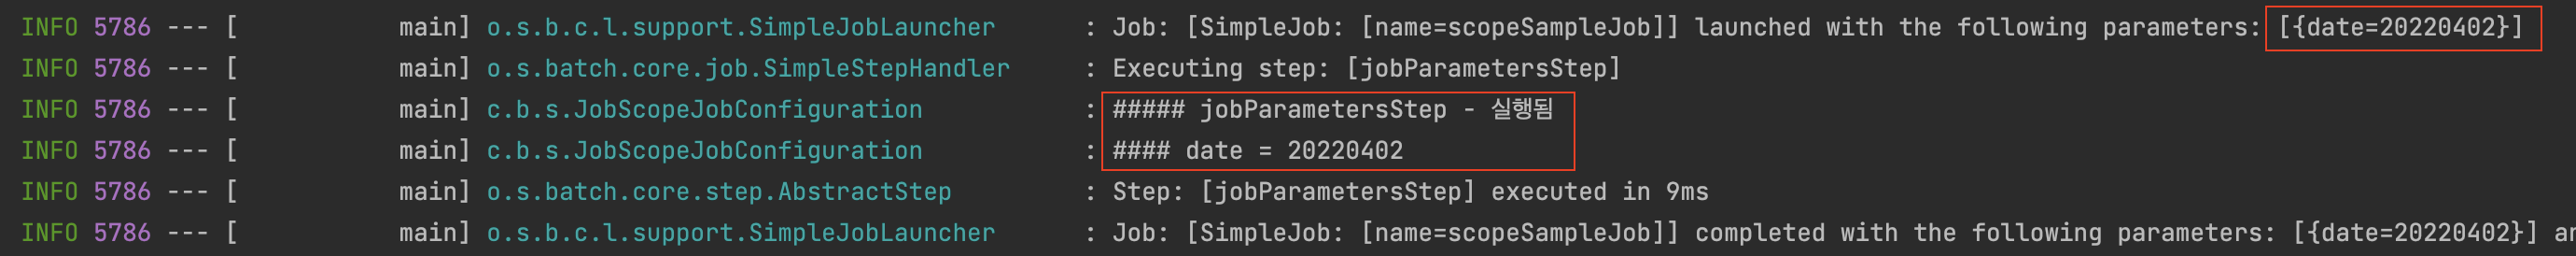 INFO 5786 --- [           main] o.s.b.c.l.support.SimpleJobLauncher      : Job: [SimpleJob: [name=scopeSampleJob]] launched with the following parameters: [{date=20220402}]
INFO 5786 --- [           main] o.s.batch.core.job.SimpleStepHandler     : Executing step: [jobParametersStep]
INFO 5786 --- [           main] c.b.s.JobScopeJobConfiguration           : ##### jobParametersStep - 실행됨
INFO 5786 --- [           main] c.b.s.JobScopeJobConfiguration           : #### date = 20220402
INFO 5786 --- [           main] o.s.batch.core.step.AbstractStep         : Step: [jobParametersStep] executed in 9ms
INFO 5786 --- [           main] o.s.b.c.l.support.SimpleJobLauncher      : Job: [SimpleJob: [name=scopeSampleJob]] completed with the following parameters: [{date=20220402}]